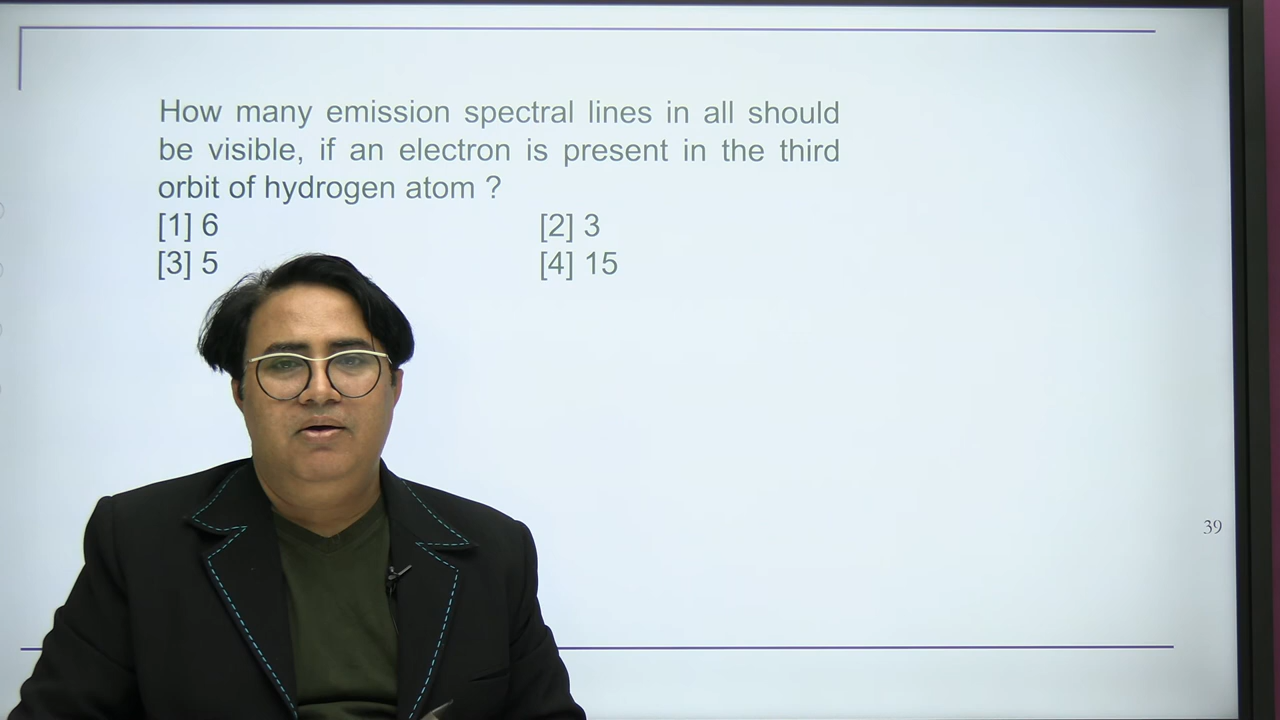 How many emission spectral lines in all should
be visible, if an electron is present in the third
orbit of hydrogen atom ?
[1] 6 [2] 3
[3] 5 [4] 15
39